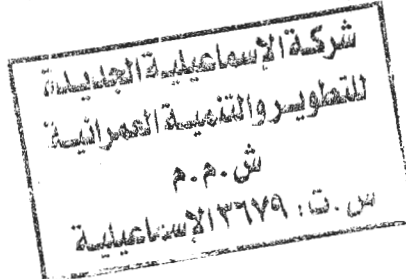 شركة الإسماعيلية الجديدة
للتطوير والتنمية العمرانية
ش.م.م
س.ت: ٣٦٧٩ الإسماعيلية